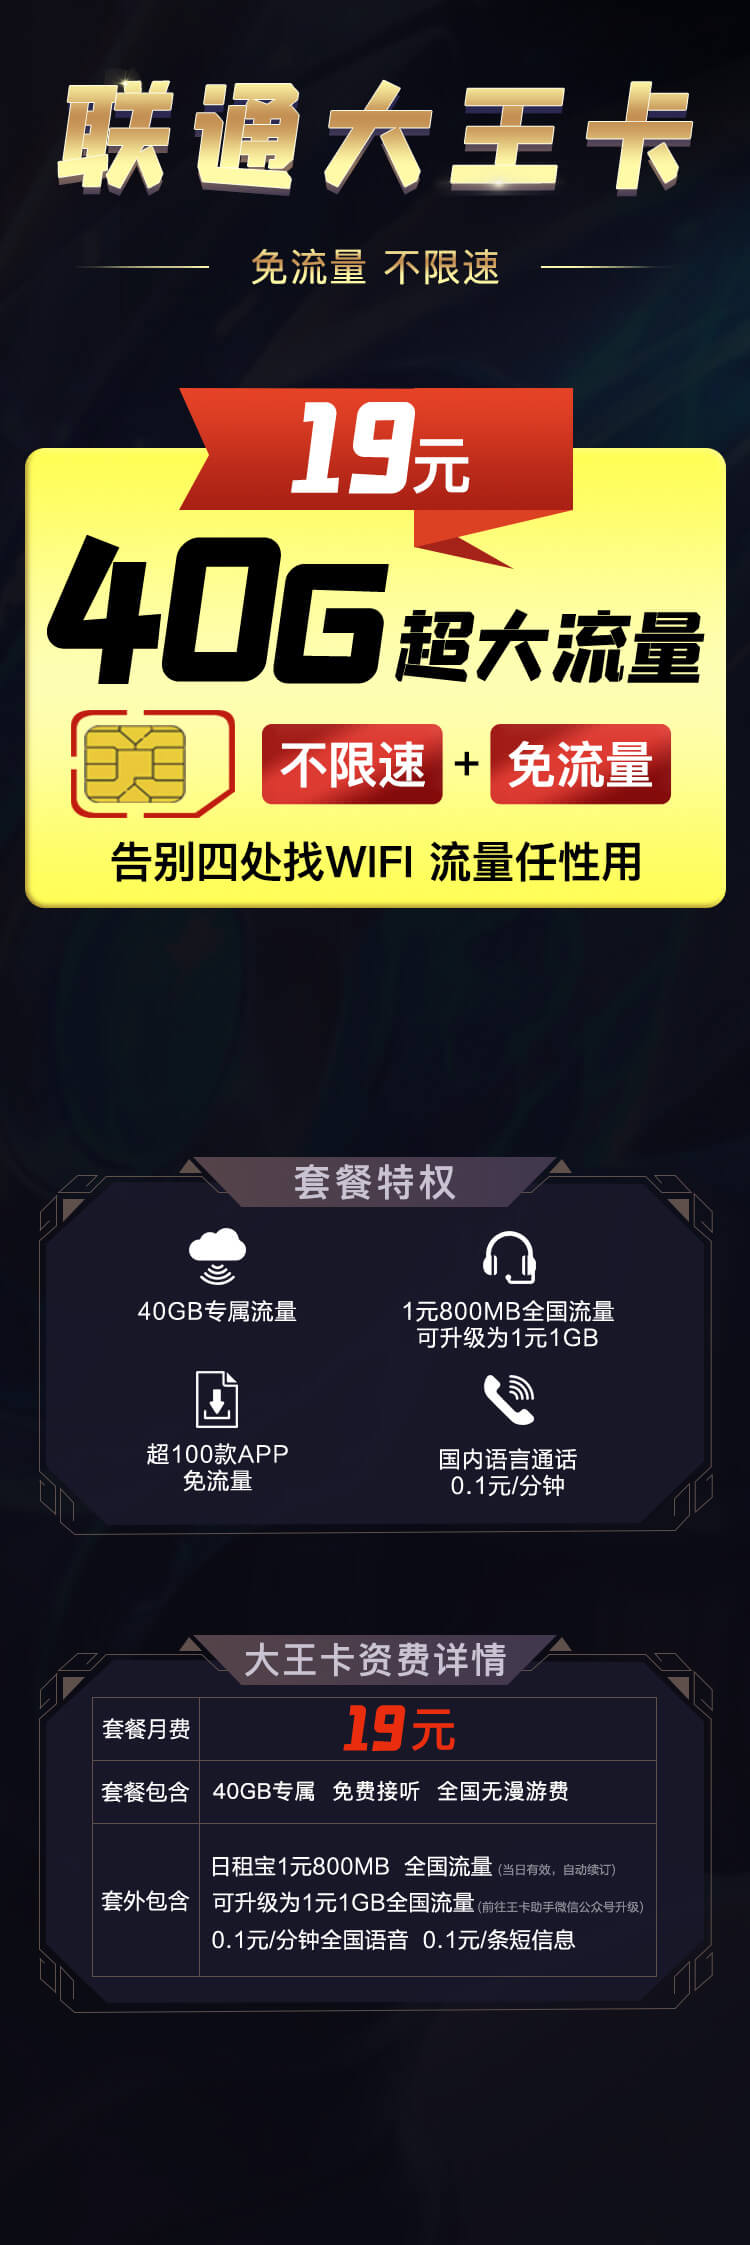 联通大王卡
免流量 不限速
19元
40G超大流量
不限速 + 免流量
告别四处找WIFI 流量任性用
套餐特权
40GB专属流量
1元800MB全国流量
可升级为1元1GB
超100款APP
免流量
国内语言通话
0.1元/分钟
大王卡资费详情
套餐月费 19元
套餐包含 40GB专属 免费接听 全国无漫游费
套外包含
日租宝1元800MB 全国流量 (当日有效，自动续订)
可升级为1元1GB全国流量 (前往王卡助手微信公众号升级)
0.1元/分钟全国语音 0.1元/条短信息